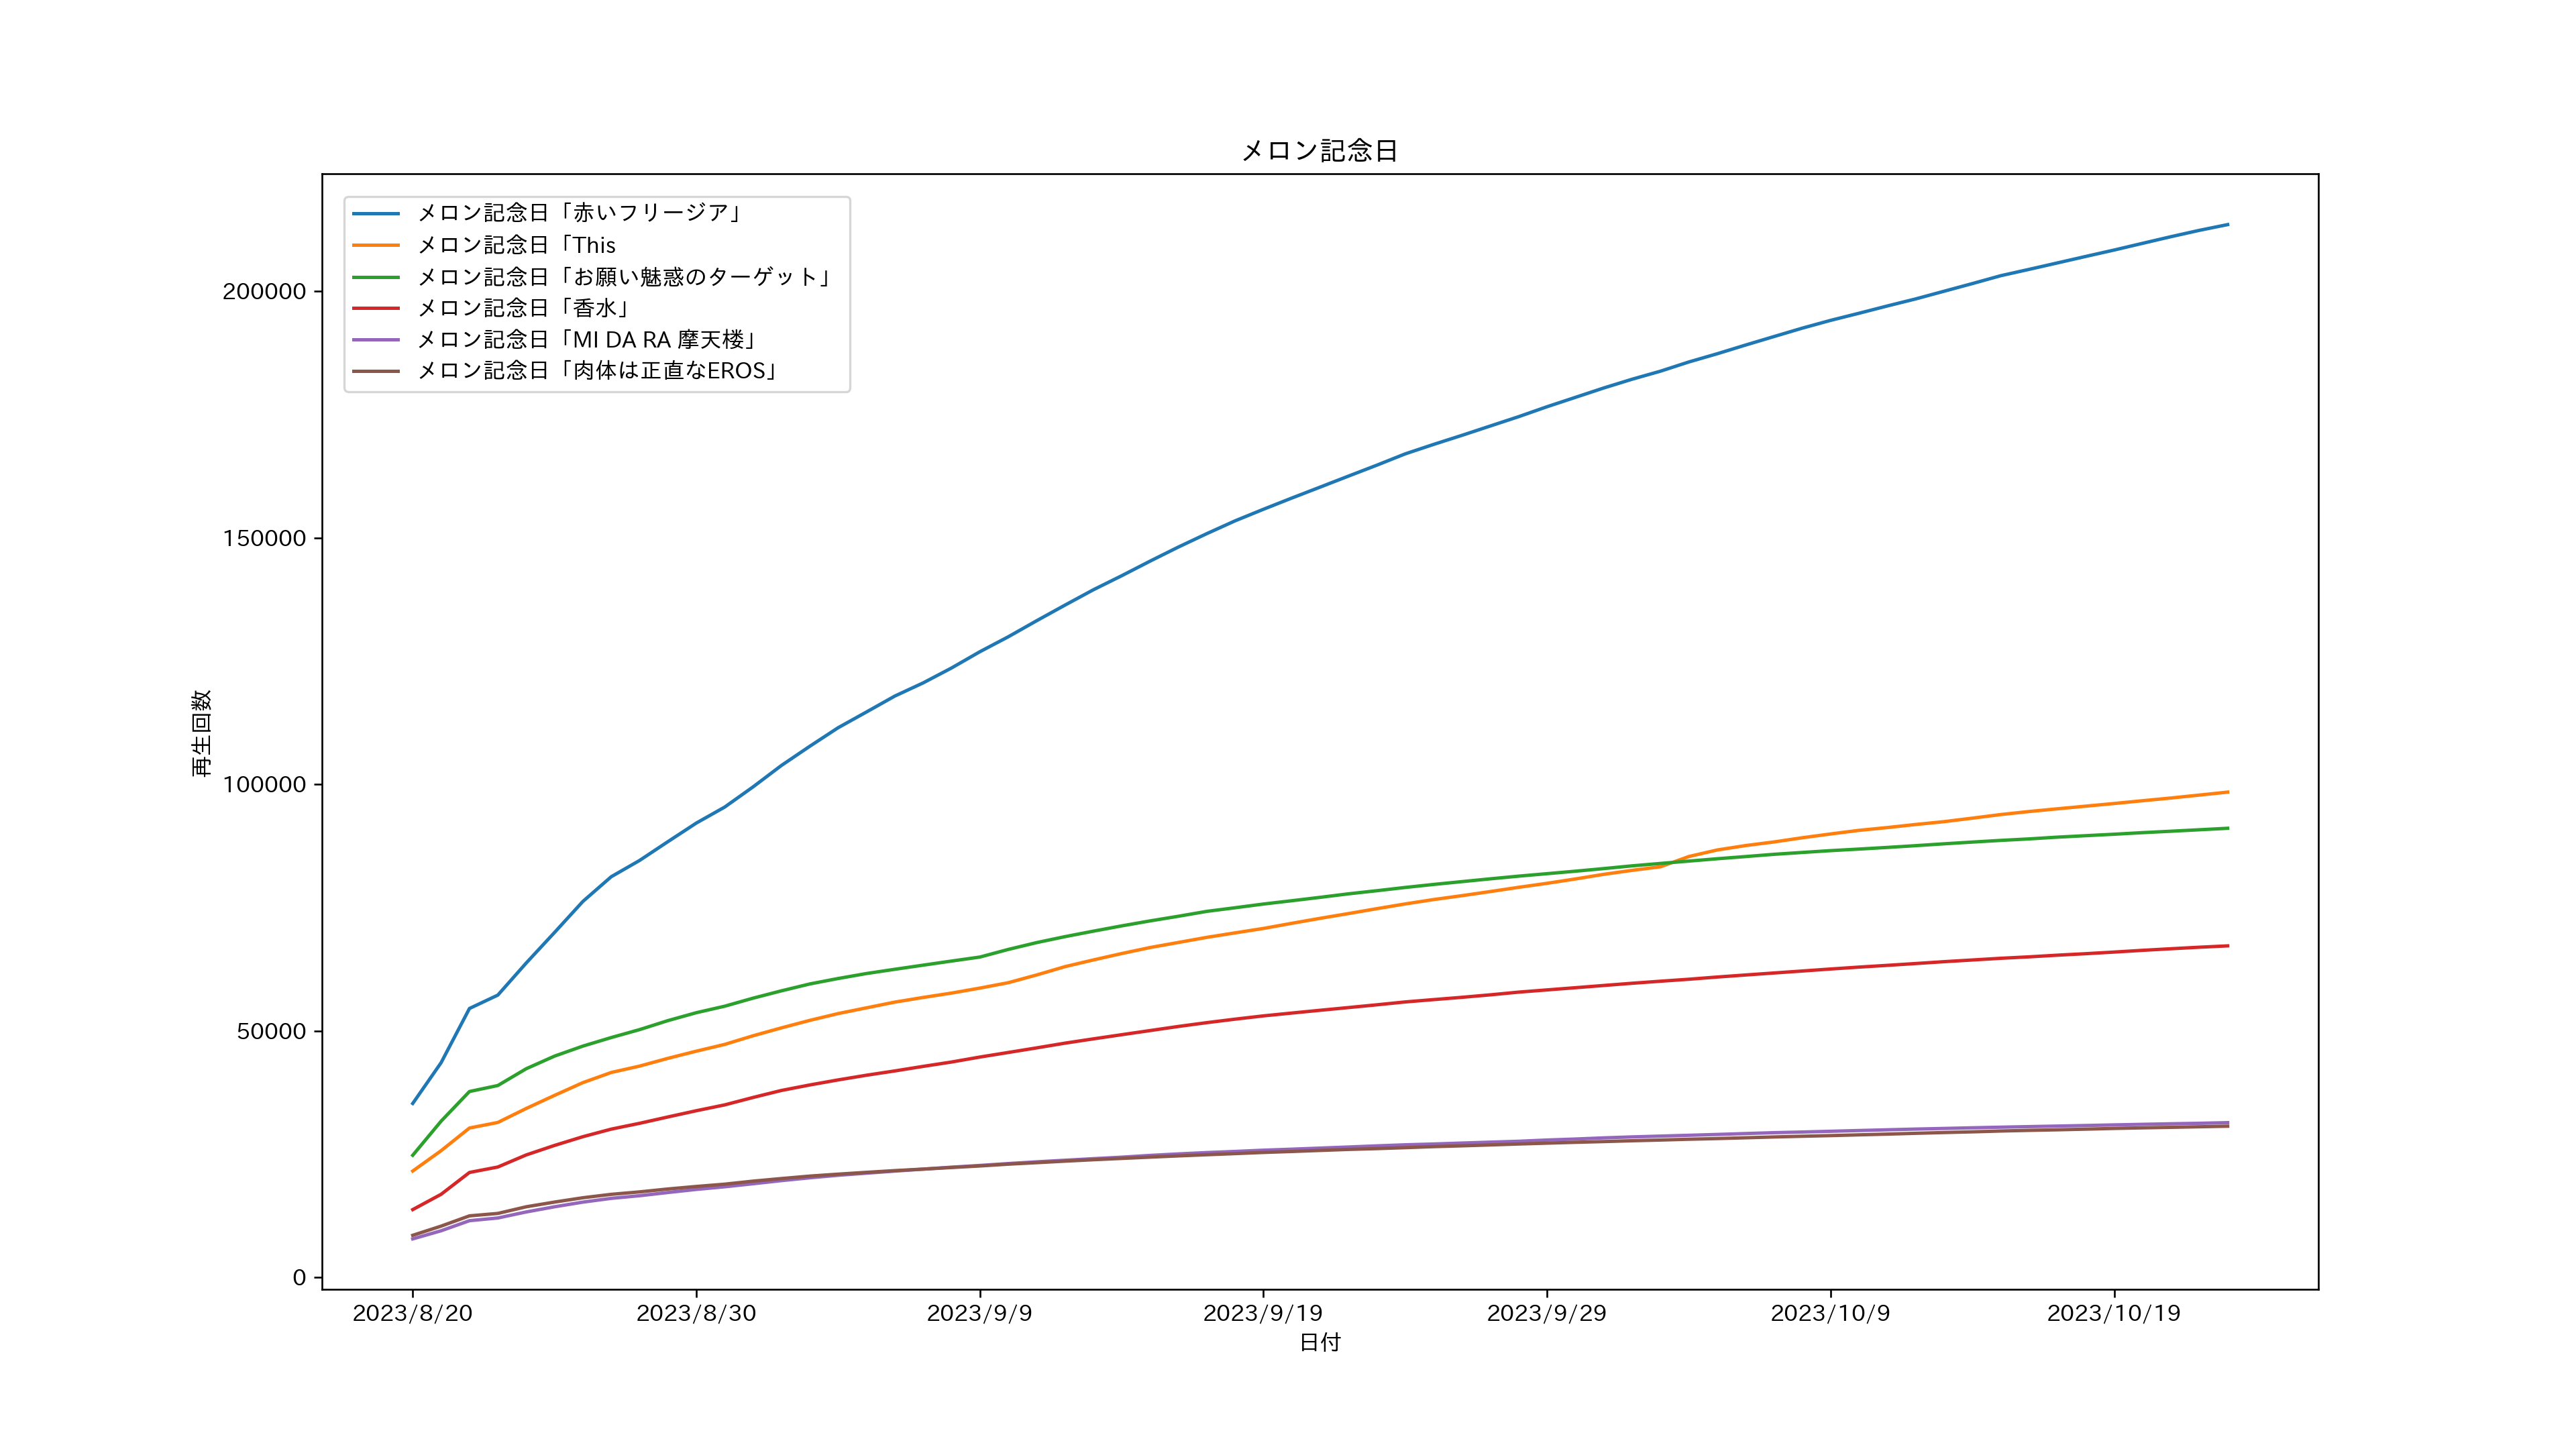 メロン記念日
メロン記念日「赤いフリージア」
メロン記念日「This
メロン記念日「お願い魅惑のターゲット」
メロン記念日「香水」
メロン記念日「MI DA RA 摩天楼」
メロン記念日「肉体は正直なEROS」
再生回数
200000
150000
100000
50000
0
2023/8/20 2023/8/30 2023/9/9 2023/9/19 2023/9/29 2023/10/9 2023/10/19
日付